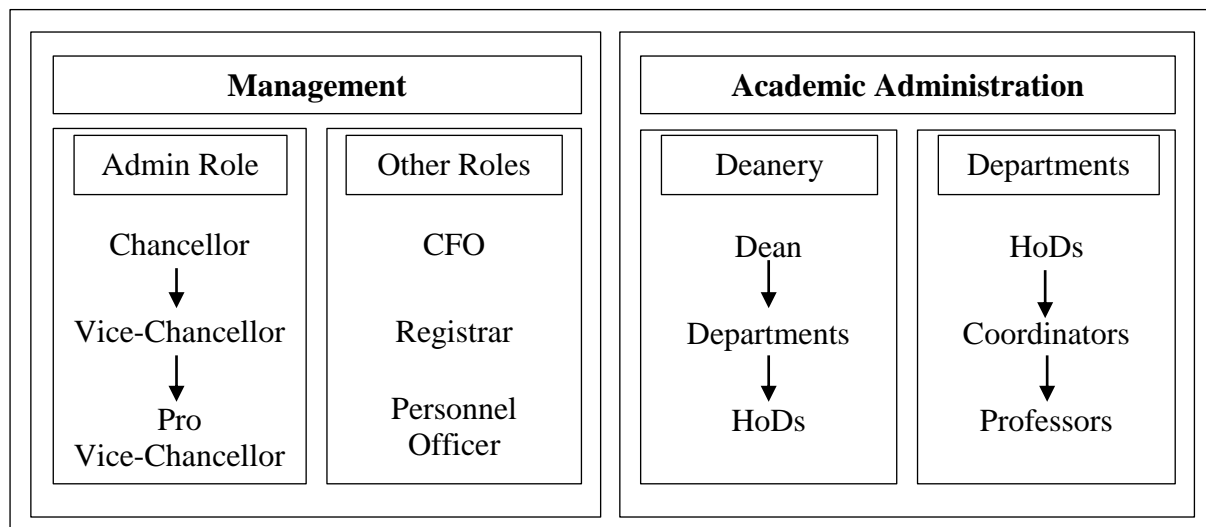 Management
Admin Role
Chancellor
Vice-Chancellor
Pro
Vice-Chancellor
Other Roles
CFO
Registrar
Personnel
Officer
Academic Administration
Deanery
Dean
Departments
HoDs
Departments
HoDs
Coordinators
Professors